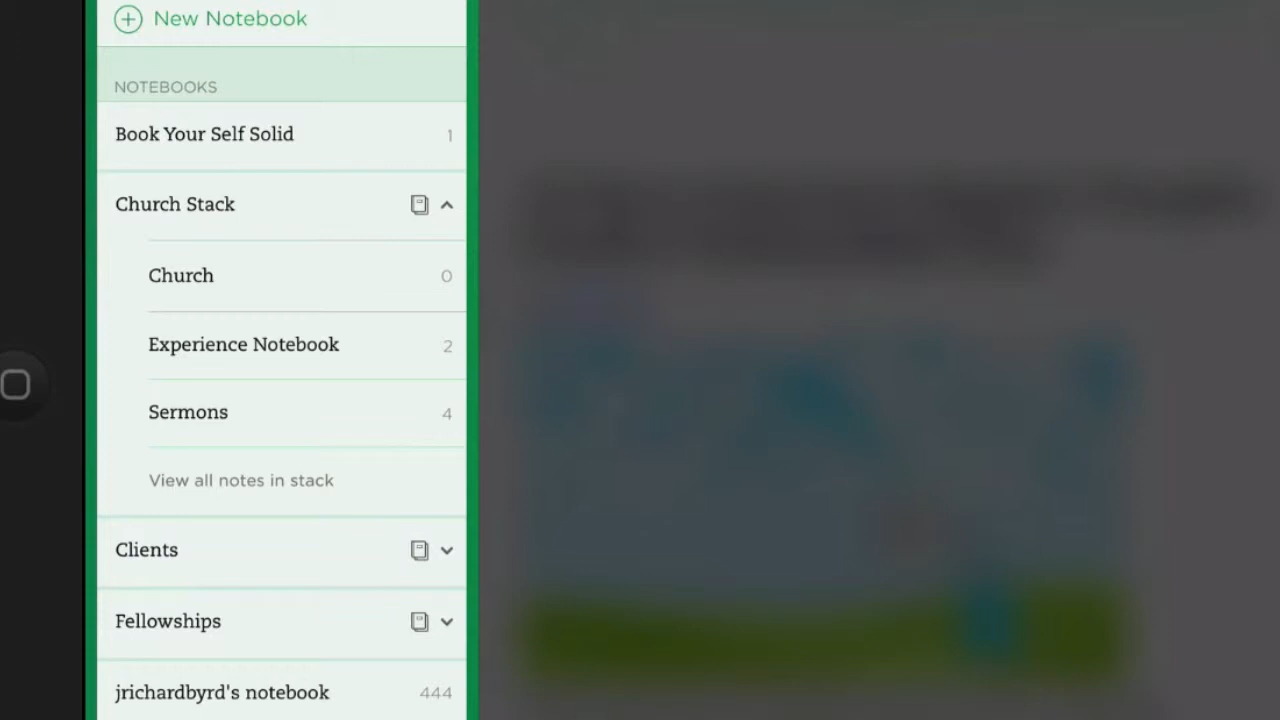 New Notebook
NOTEBOOKS
Book Your Self Solid 1
Church Stack
Church 0
Experience Notebook 2
Sermons 4
View all notes in stack
Clients
Fellowships
jrichardbyrd's notebook 444